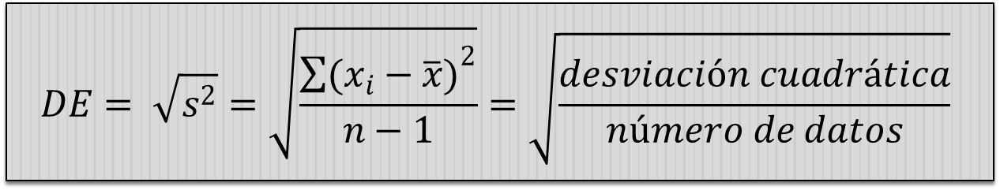 DE = √s² = √(∑(xᵢ − x̅)² / (n − 1)) = √(desviación cuadrática / número de datos)